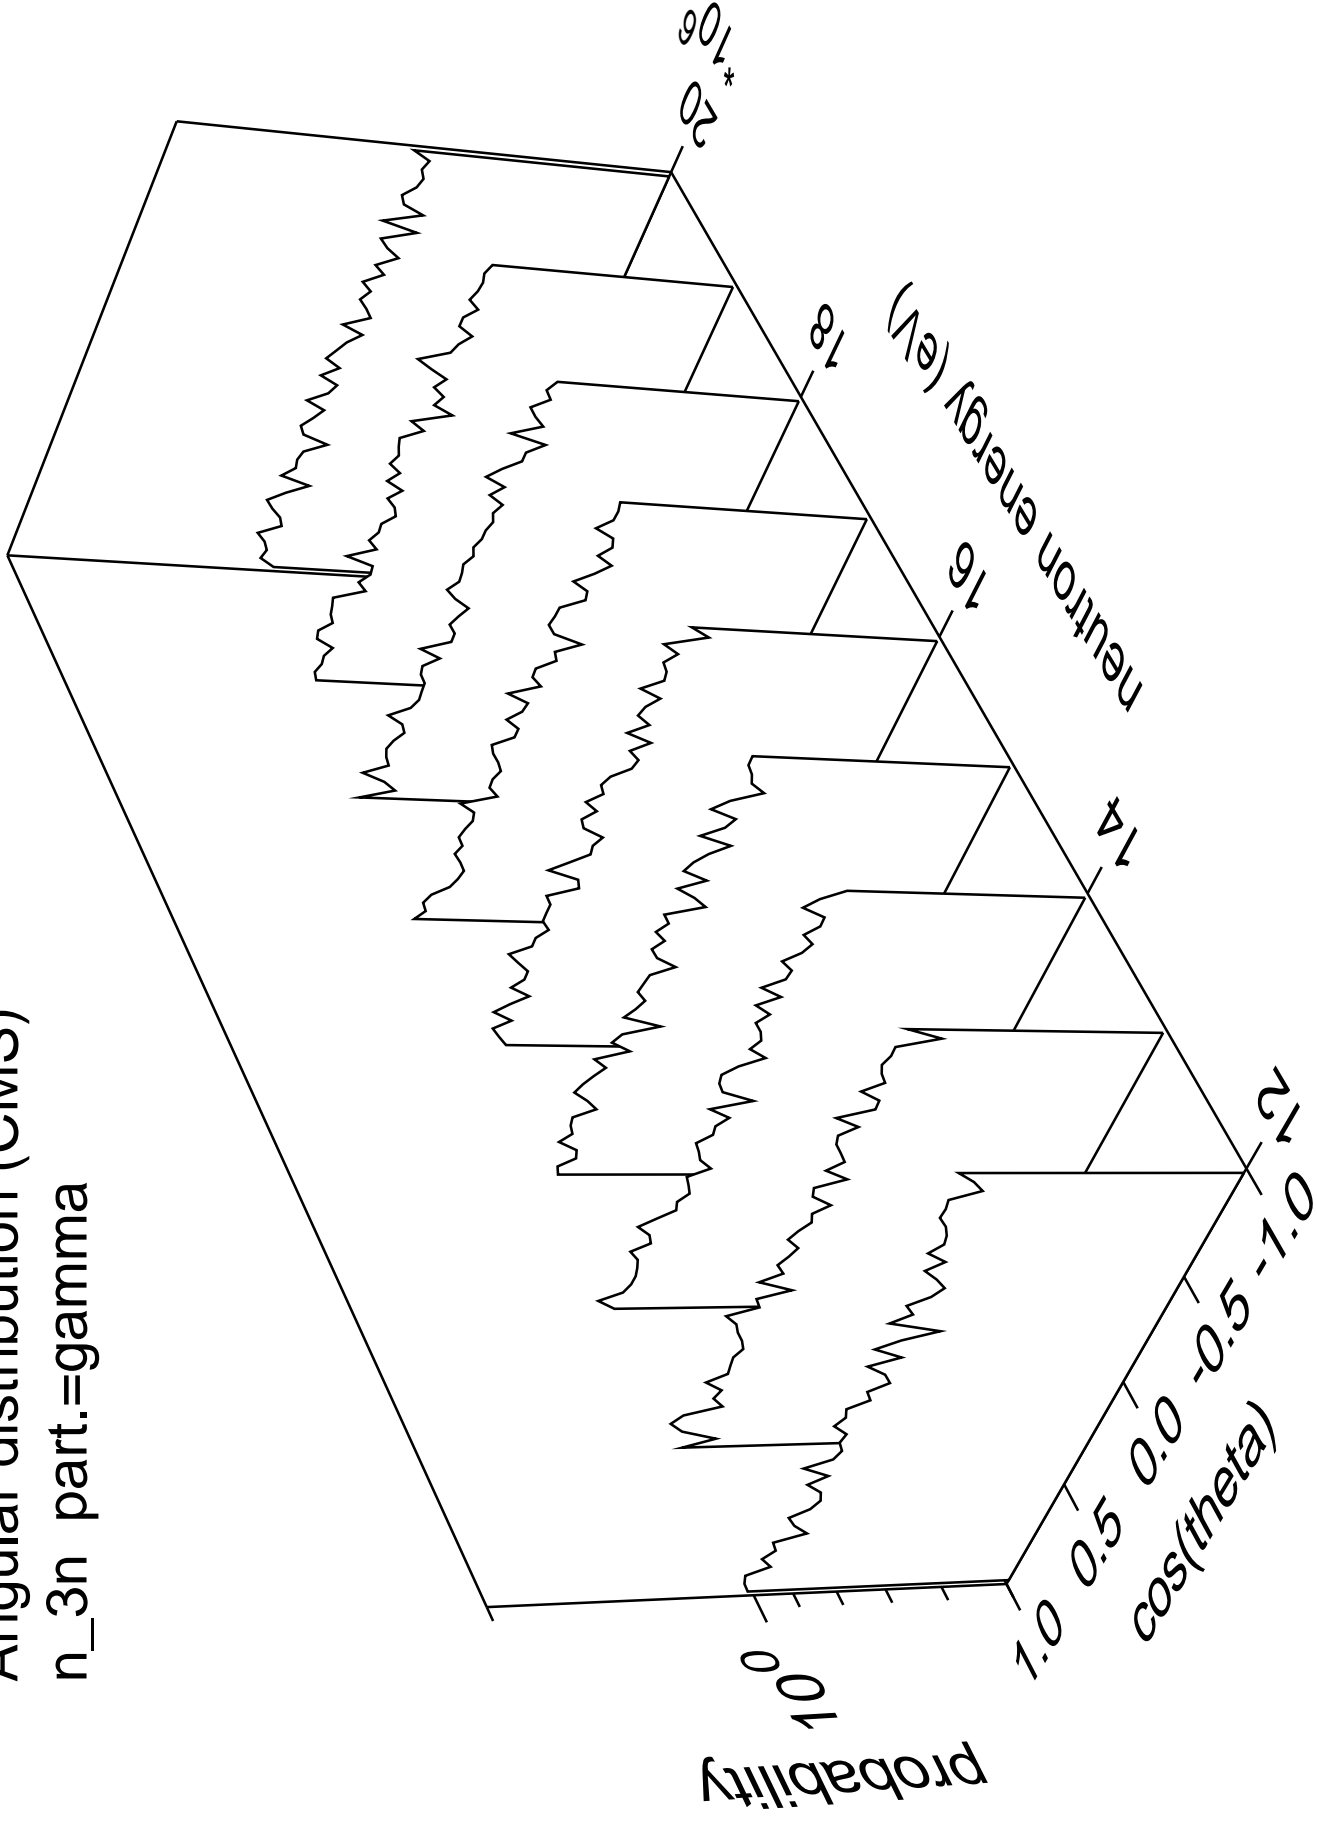 Angular distribution (CMS)
n_3n part.=gamma
probability
10 0
1.0 0.5 0.0 -0.5 -1.0
cos(theta)
12 14 16 18 20
*10 6
neutron energy (eV)